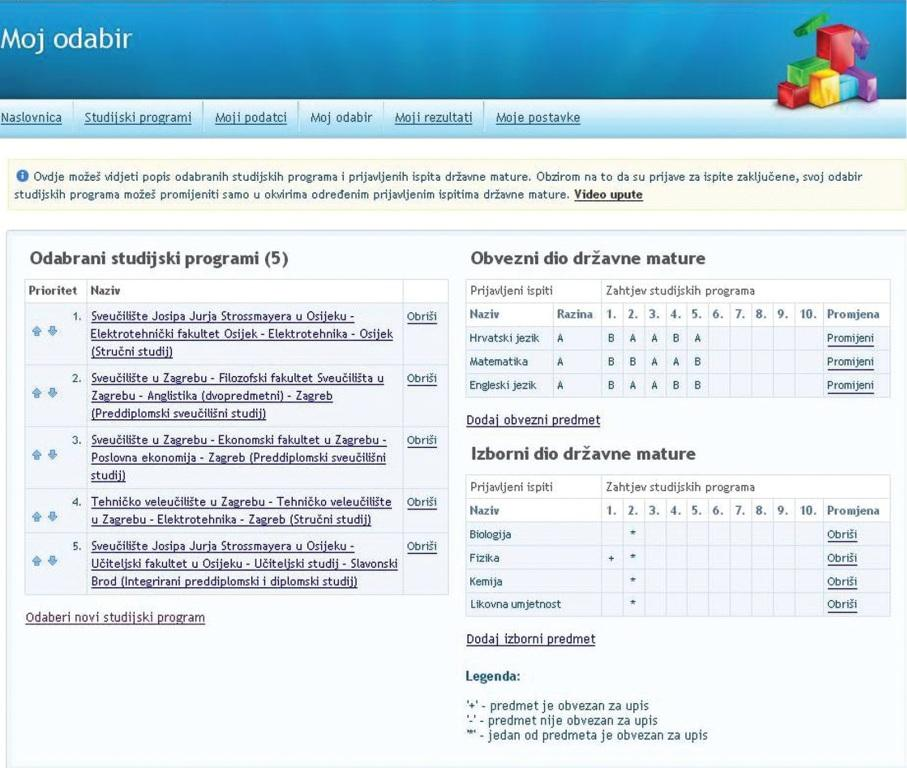 Moj odabir
Naslovnica Studijski programi Moji podatci Moj odabir Moji rezultati Moje postavke
Ovdje možeš vidjeti popis odabranih studijskih programa i prijavljenih ispita državne mature. Obzirom na to da su prijave za ispite zaključene, svoj odabir
studijskih programa možeš promijeniti samo u okvirima određenim prijavljenim ispitima državne mature. Video upute
Odabrani studijski programi (5)
Prioritet Naziv
1. Sveučilište Josipa Jurja Strossmayera u Osijeku - Obriši
Elektrotehnički fakultet Osijek - Elektrotehnika - Osijek
(Stručni studij)
2. Sveučilište u Zagrebu - Filozofski fakultet Sveučilišta u Obriši
Zagrebu - Anglistika (dvopredmetni) - Zagreb
(Preddiplomski sveučilišni studij)
3. Sveučilište u Zagrebu - Ekonomski fakultet u Zagrebu - Obriši
Poslovna ekonomija - Zagreb (Preddiplomski sveučilišni
studij)
4. Tehničko veleučilište u Zagrebu - Tehničko veleučilište Obriši
u Zagrebu - Elektrotehnika - Zagreb (Stručni studij)
5. Sveučilište Josipa Jurja Strossmayera u Osijeku - Obriši
Učiteljski fakultet u Osijeku - Učiteljski studij - Slavonski
Brod (Integrirani preddiplomski i diplomski studij)
Odaberi novi studijski program
Obvezni dio državne mature
Prijavljeni ispiti Zahtjev studijskih programa
Naziv Razina 1. 2. 3. 4. 5. 6. 7. 8. 9. 10. Promjena
Hrvatski jezik A B A A B A Promijeni
Matematika A B B A A B Promijeni
Engleski jezik A B A A B B Promijeni
Dodaj obvezni predmet
Izborni dio državne mature
Prijavljeni ispiti Zahtjev studijskih programa
Naziv 1. 2. 3. 4. 5. 6. 7. 8. 9. 10. Promjena
Biologija * Obriši
Fizika + * Obriši
Kemija * Obriši
Likovna umjetnost * Obriši
Dodaj izborni predmet
Legenda:
'+' - predmet je obvezan za upis
'-' - predmet nije obvezan za upis
'*' - jedan od predmeta je obvezan za upis